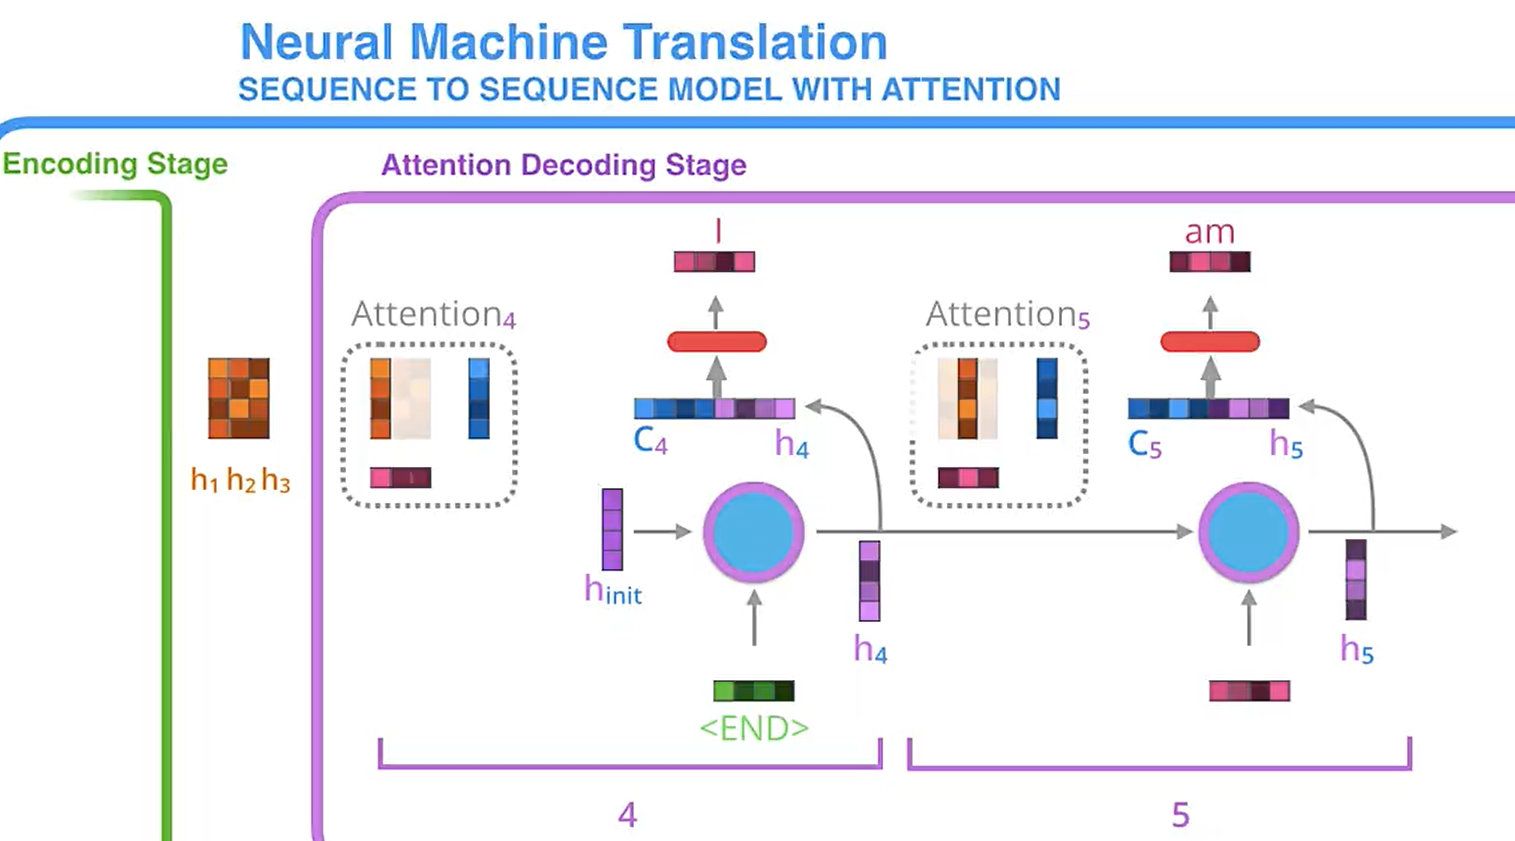 Neural Machine Translation
SEQUENCE TO SEQUENCE MODEL WITH ATTENTION
Encoding Stage
Attention Decoding Stage
I
am
Attention4
Attention5
C4
h4
C5
h5
h1 h2 h3
hinit
h4
h5
<END>
4
5